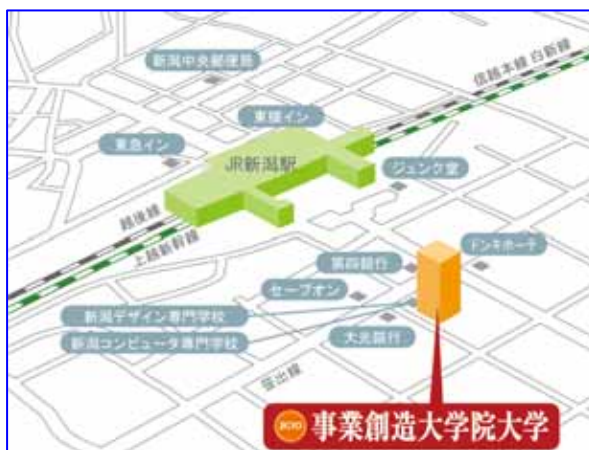 新潟中央郵便局
信越本線 白新線
東横イン
東急イン
JR新潟駅
ジュンク堂
越後線
上越新幹線
第四銀行
ドンキホーテ
セーブオン
新潟デザイン専門学校
大光銀行
新潟コンピュータ専門学校
笹出線
事業創造大学院大学